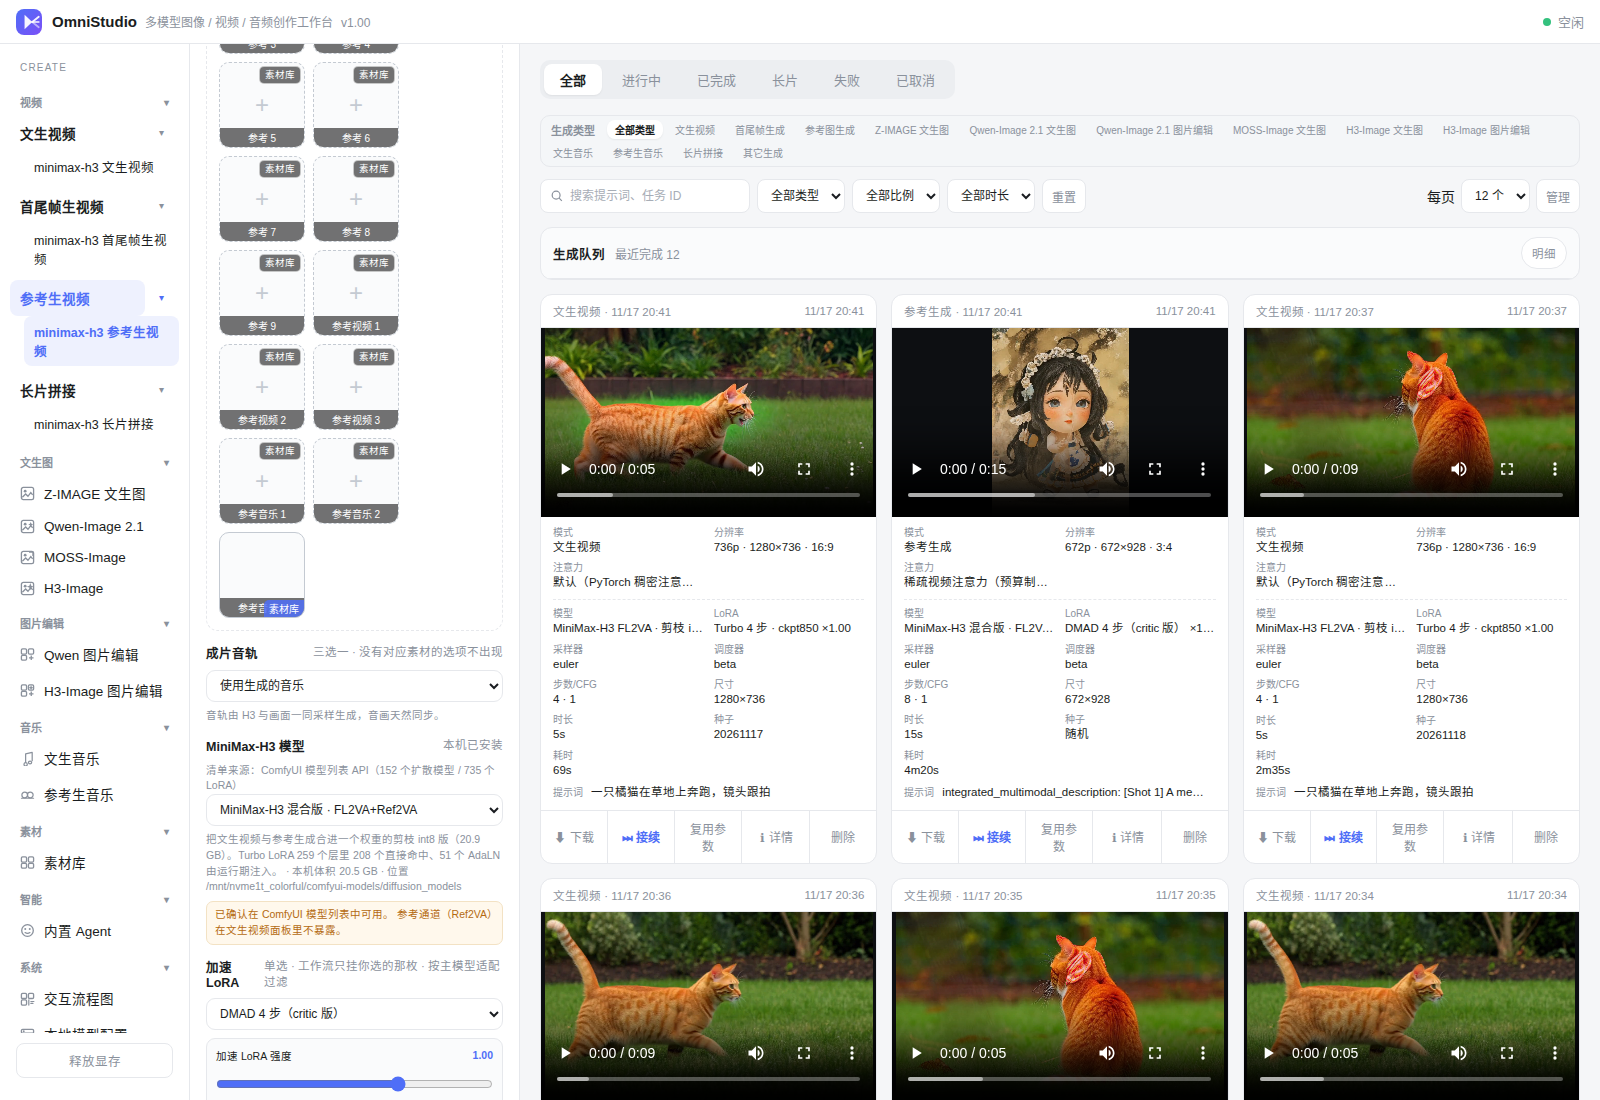 OmniStudio 多模型图像 / 视频 / 音频创作工作台 v1.00
空闲
CREATE
视频
文生视频
minimax-h3 文生视频
首尾帧生视频
minimax-h3 首尾帧生视
频
参考生视频
minimax-h3 参考生视
频
长片拼接
minimax-h3 长片拼接
文生图
Z-IMAGE 文生图
Qwen-Image 2.1
MOSS-Image
H3-Image
图片编辑
Qwen 图片编辑
H3-Image 图片编辑
音乐
文生音乐
参考生音乐
素材
素材库
智能
内置 Agent
系统
交互流程图
本地模型配置
释放显存
参考 3 参考 4
素材库 素材库
参考 5 参考 6
素材库 素材库
参考 7 参考 8
素材库 素材库
参考 9 参考视频 1
素材库 素材库
参考视频 2 参考视频 3
素材库 素材库
参考音乐 1 参考音乐 2
参考音 素材库
成片音轨 三选一 · 没有对应素材的选项不出现
使用生成的音乐
音轨由 H3 与画面一同采样生成，音画天然同步。
MiniMax-H3 模型 本机已安装
清单来源：ComfyUI 模型列表 API（152 个扩散模型 / 735 个
LoRA）
MiniMax-H3 混合版 · FL2VA+Ref2VA
把文生视频与参考生成合进一个权重的剪枝 int8 版（20.9
GB）。Turbo LoRA 259 个层里 208 个直接命中、51 个 AdaLN
由运行期注入。 · 本机体积 20.5 GB · 位置
/mnt/nvme1t_colorful/comfyui-models/diffusion_models
已确认在 ComfyUI 模型列表中可用。 参考通道（Ref2VA）
在文生视频面板里不暴露。
加速 单选 · 工作流只挂你选的那枚 · 按主模型适配
LoRA 过滤
DMAD 4 步（critic 版）
加速 LoRA 强度 1.00
全部 进行中 已完成 长片 失败 已取消
生成类型 全部类型 文生视频 首尾帧生成 参考图生成 Z-IMAGE 文生图 Qwen-Image 2.1 文生图 Qwen-Image 2.1 图片编辑 MOSS-Image 文生图 H3-Image 文生图 H3-Image 图片编辑
文生音乐 参考生音乐 长片拼接 其它生成
搜索提示词、任务 ID 全部类型 全部比例 全部时长 重置 每页 12 个 管理
生成队列 最近完成 12 明细
文生视频 · 11/17 20:41 11/17 20:41
0:00 / 0:05
模式 分辨率
文生视频 736p · 1280×736 · 16:9
注意力
默认（PyTorch 稠密注意…
模型 LoRA
MiniMax-H3 FL2VA · 剪枝 i… Turbo 4 步 · ckpt850 ×1.00
采样器 调度器
euler beta
步数/CFG 尺寸
4 · 1 1280×736
时长 种子
5s 20261117
耗时
69s
提示词 一只橘猫在草地上奔跑，镜头跟拍
下载 接续 复用参数 详情 删除
参考生成 · 11/17 20:41 11/17 20:41
0:00 / 0:15
模式 分辨率
参考生成 672p · 672×928 · 3:4
注意力
稀疏视频注意力（预算制…
模型 LoRA
MiniMax-H3 混合版 · FL2V… DMAD 4 步（critic 版） ×1…
采样器 调度器
euler beta
步数/CFG 尺寸
8 · 1 672×928
时长 种子
15s 随机
耗时
4m20s
提示词 integrated_multimodal_description: [Shot 1] A me…
下载 接续 复用参数 详情 删除
文生视频 · 11/17 20:37 11/17 20:37
0:00 / 0:09
模式 分辨率
文生视频 736p · 1280×736 · 16:9
注意力
默认（PyTorch 稠密注意…
模型 LoRA
MiniMax-H3 FL2VA · 剪枝 i… Turbo 4 步 · ckpt850 ×1.00
采样器 调度器
euler beta
步数/CFG 尺寸
4 · 1 1280×736
时长 种子
5s 20261118
耗时
2m35s
提示词 一只橘猫在草地上奔跑，镜头跟拍
下载 接续 复用参数 详情 删除
文生视频 · 11/17 20:36 11/17 20:36
0:00 / 0:09
文生视频 · 11/17 20:35 11/17 20:35
0:00 / 0:05
文生视频 · 11/17 20:34 11/17 20:34
0:00 / 0:05